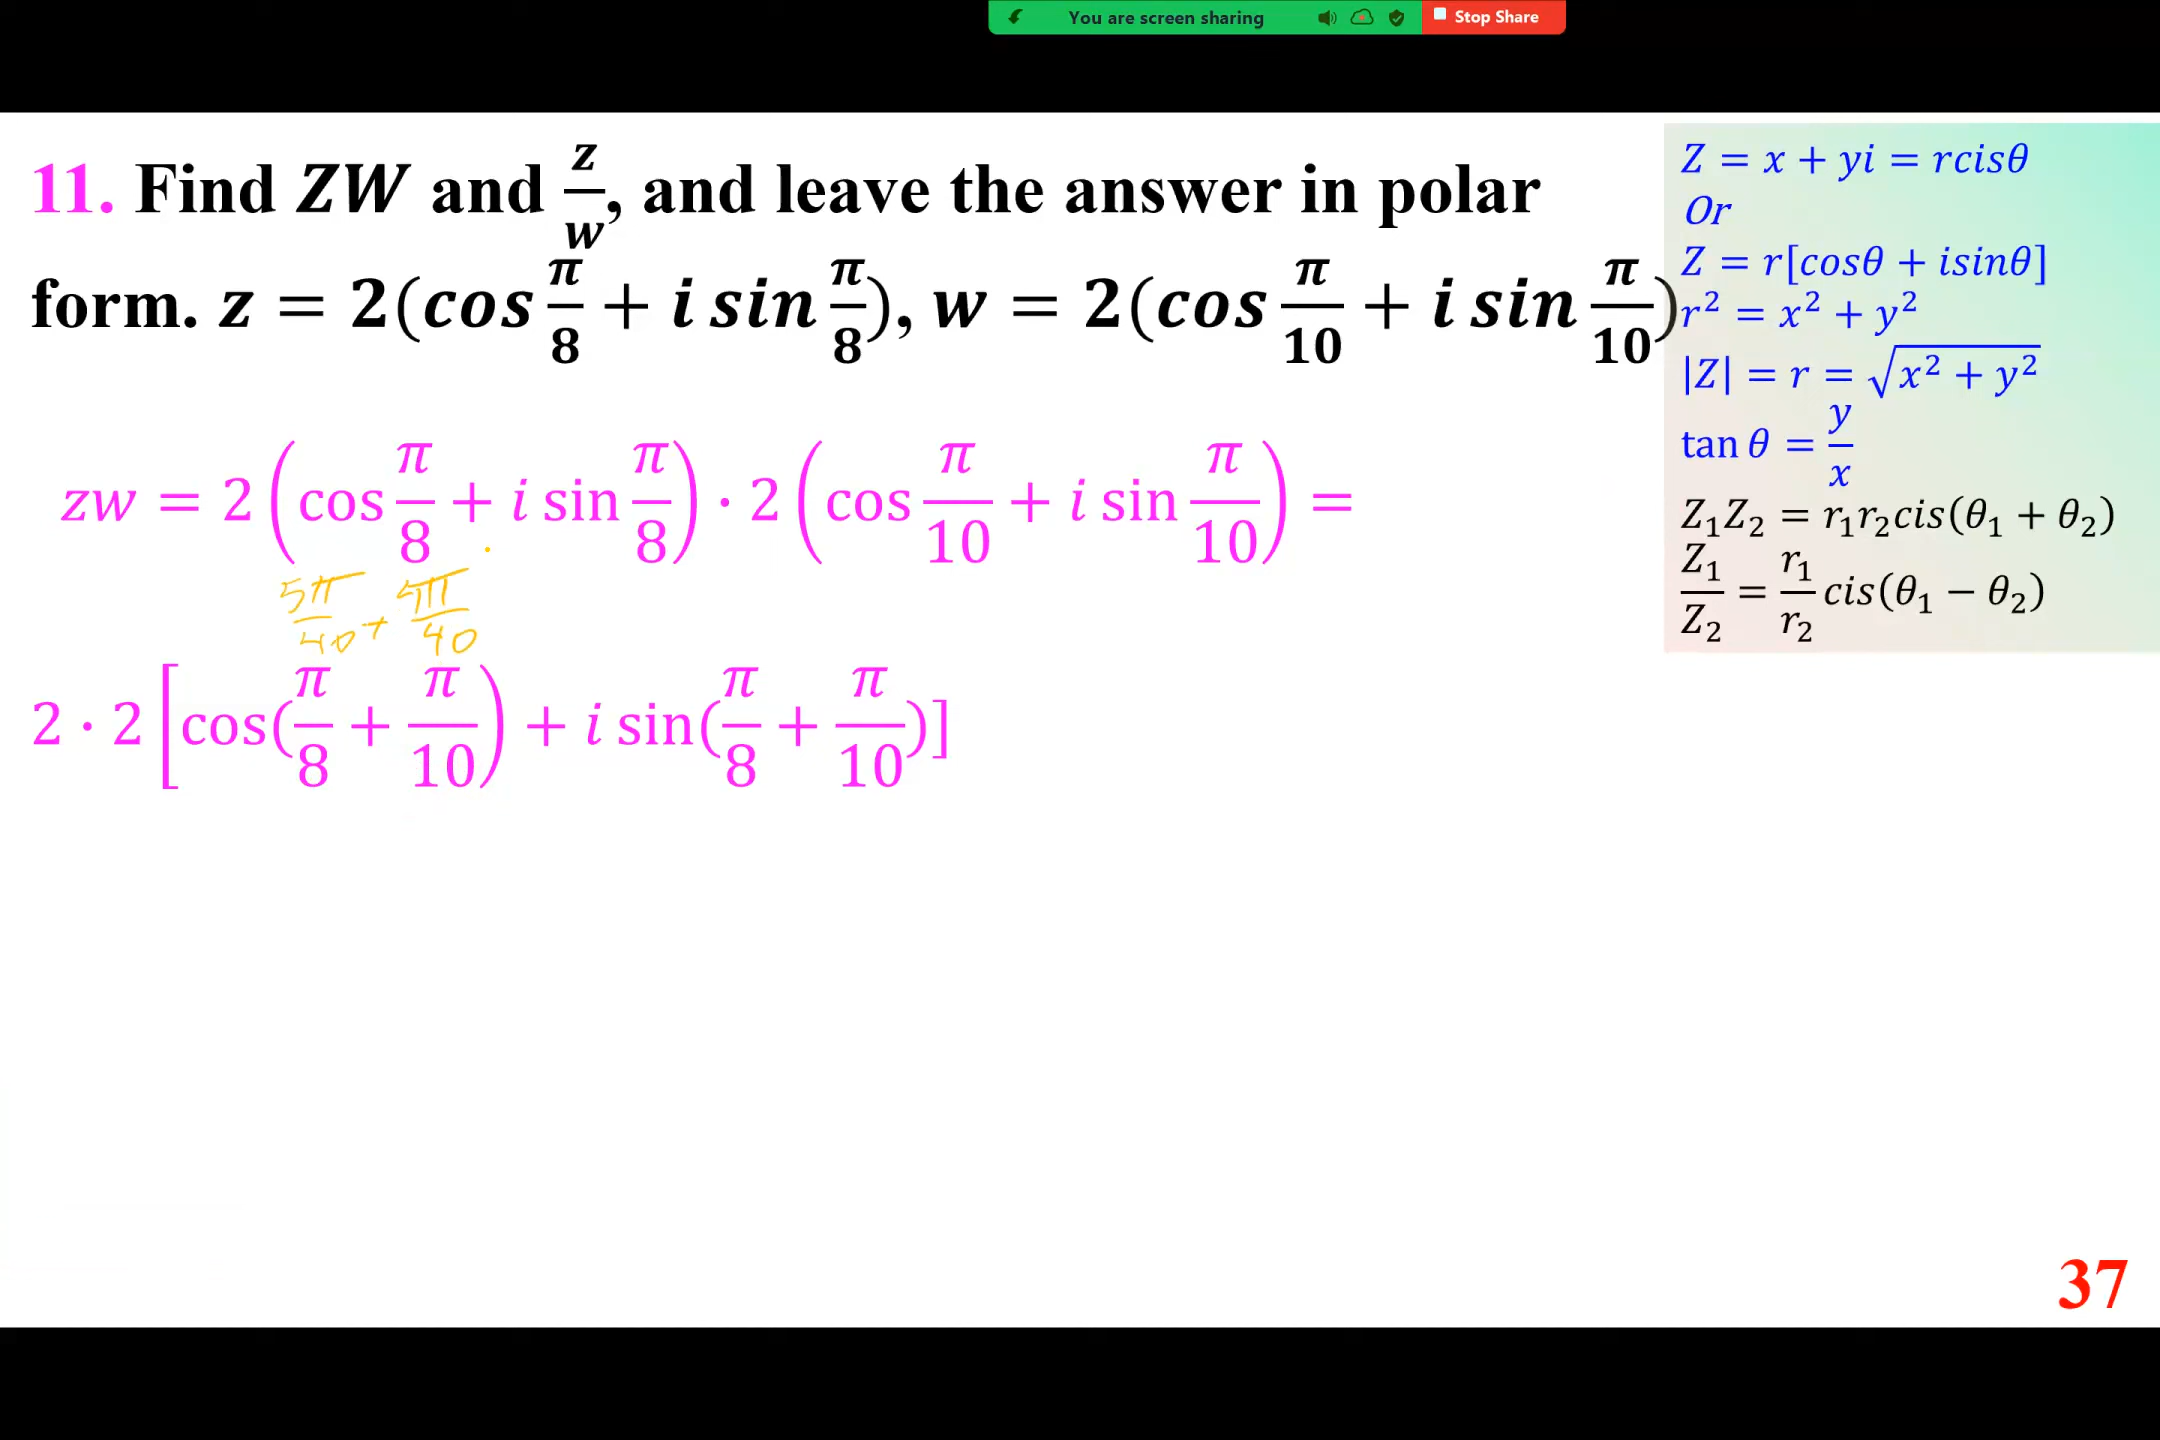 You are screen sharing Stop Share
11. Find ZW and z/w, and leave the answer in polar
form. z = 2(cos π/8 + i sin π/8), w = 2(cos π/10 + i sin π/10)
zw = 2(cos π/8 + i sin π/8) · 2(cos π/10 + i sin π/10) =
5π/40 + 4π/40
2 · 2[cos(π/8 + π/10) + i sin(π/8 + π/10)]
Z = x + yi = rcisθ
Or
Z = r[cosθ + isinθ]
r² = x² + y²
|Z| = r = √(x² + y²)
tan θ = y/x
Z₁Z₂ = r₁r₂cis(θ₁ + θ₂)
Z₁/Z₂ = r₁/r₂ cis(θ₁ − θ₂)
37